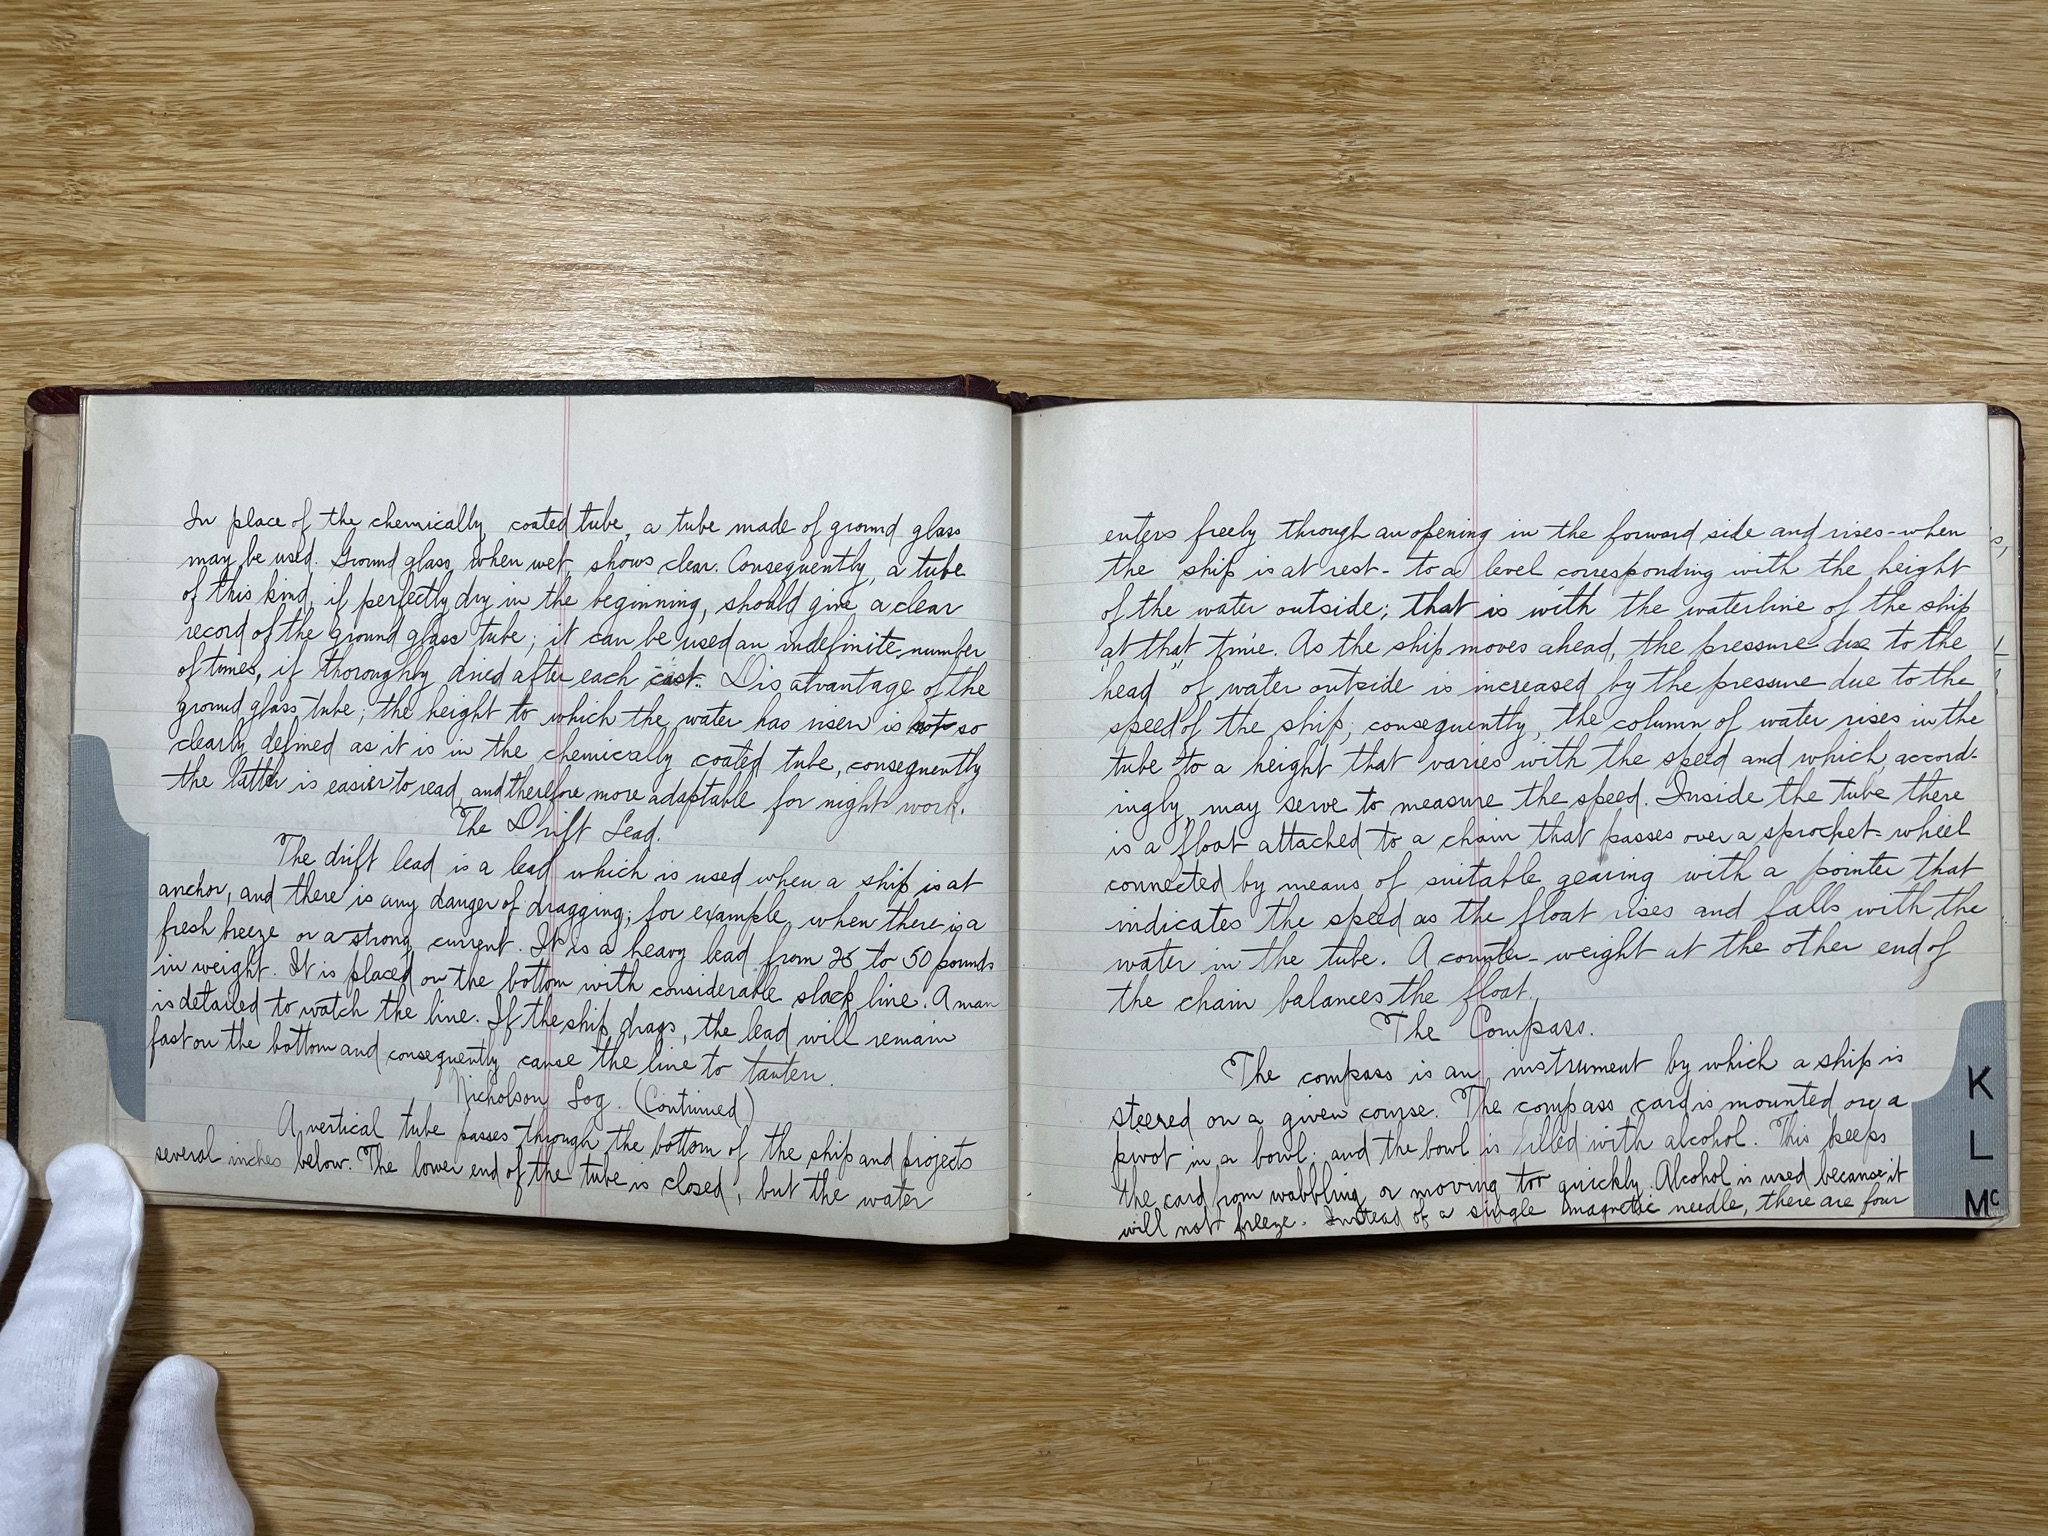 In place of the chemically coated tube, a tube made of ground glass
may be used. Ground glass, when wet, shows clear. Consequently, a tube
of this kind, if perfectly dry in the beginning, should give a clear
record of the ground glass tube; it can be used an indefinite number
of times, if thoroughly dried after each cast. Disatvantage of the
ground glass tube; the height to which the water has risen is not so
clearly defined as it is in the chemically coated tube, consequently
the latter is easier to read, and therefore more adaptable for night work.
The Drift Lead.
The drift lead is a lead which is used when a ship is at
anchor, and there is any danger of dragging; for example, when there is a
fresh breeze or a strong current. It is a heavy lead from 25 to 50 pounds
in weight. It is placed on the bottom with considerable slack line. A man
is detailed to watch the line. If the ship drags, the lead will remain
fast on the bottom and consequently cause the line to tauten.
Nicholson Log. (Continued)
A vertical tube passes through the bottom of the ship and projects
several inches below. The lower end of the tube is closed, but the water
enters freely through an opening in the forward side and rises-when
the ship is at rest- to a level corresponding with the height
of the water outside; that is with the waterline of the ship
at that time. As the ship moves ahead, the pressure due to the
"head" of water outside is increased by the pressure due to the
speed of the ship; consequently, the column of water rises in the
tube to a height that varies with the speed and which, accord-
ingly, may serve to measure the speed. Inside the tube there
is a float attached to a chain that passes over a sprocket-wheel
connected by means of suitable gearing with a pointer that
indicates the speed as the float rises and falls with the
water in the tube. A counter-weight at the other end of
the chain balances the float.
The Compass.
The compass is an instrument by which a ship is
steered on a given course. The compass card is mounted on a
pivot in a bowl, and the bowl is filled with alcohol. This keeps
the card from wabbling or moving too quickly. Alcohol is used because it
will not freeze. Instead of a single magnetic needle, there are four
K
L
Mc